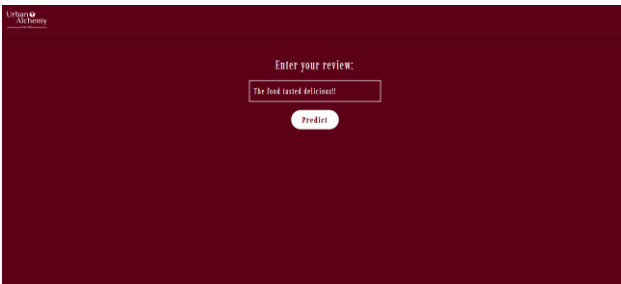 Urban
Alchemy
Enter your review:
The food tasted delicious!!
Predict